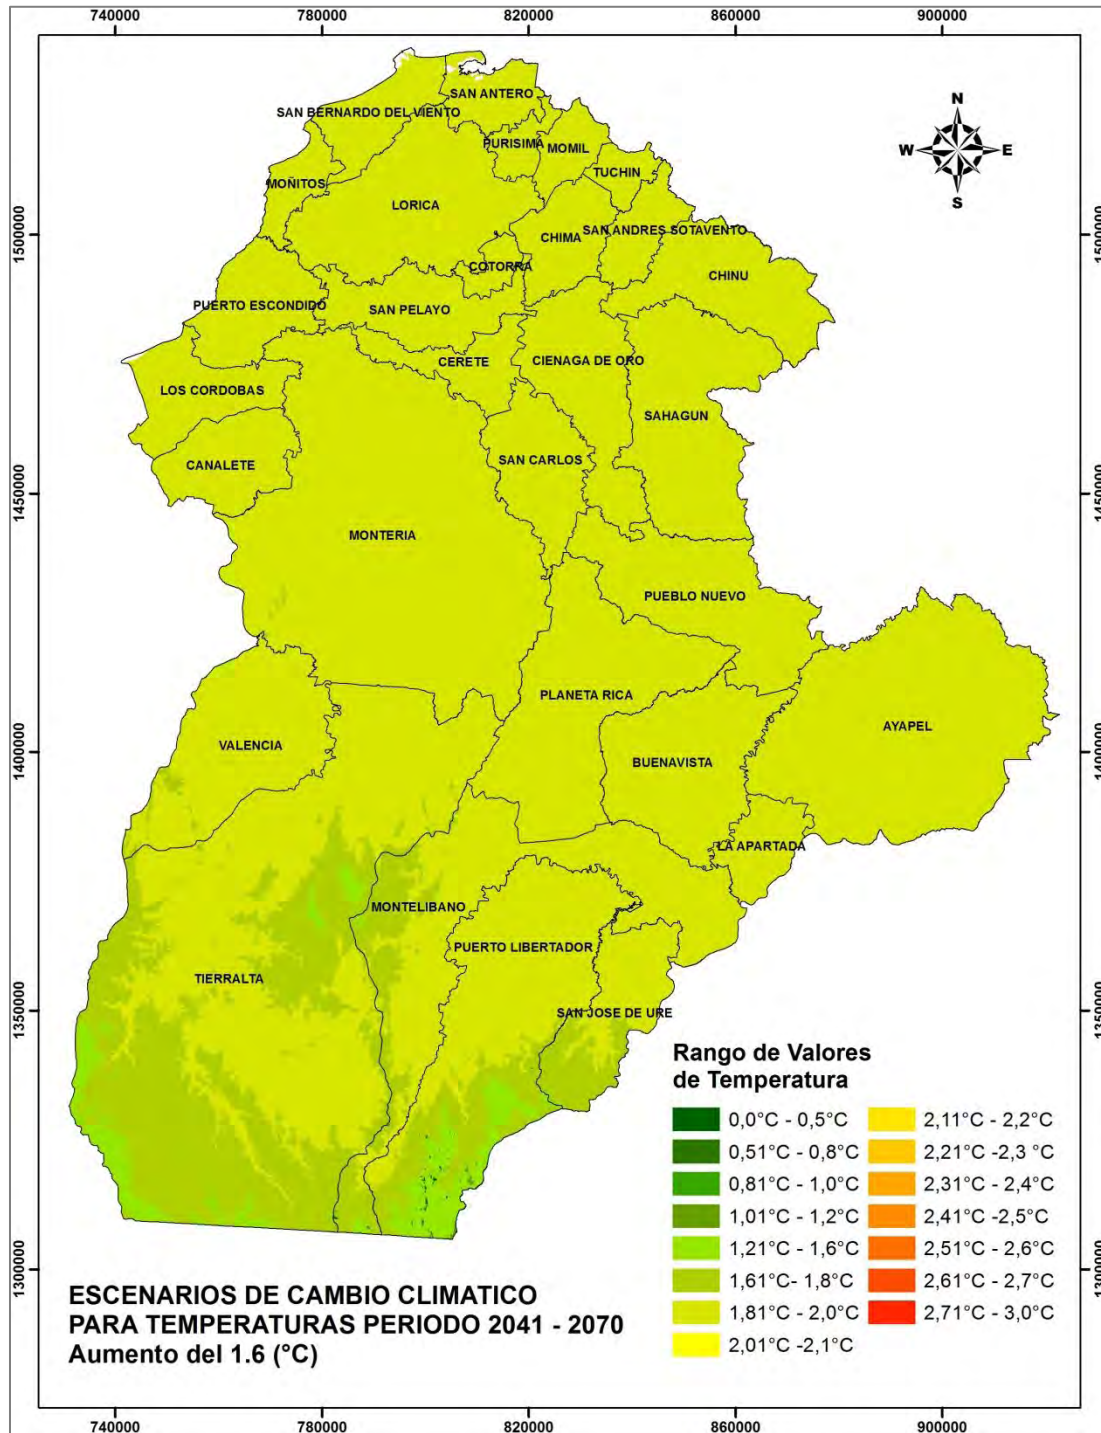 740000 780000 820000 860000 900000
N
W E
S
SAN ANTERO
SAN BERNARDO DEL VIENTO
PURISIMA
MOMIL
TUCHIN
MOÑITOS
LORICA
SAN ANDRES SOTAVENTO
CHIMA
COTORRA
CHINU
PUERTO ESCONDIDO
SAN PELAYO
CERETE
CIENAGA DE ORO
LOS CORDOBAS
SAHAGUN
CANALETE
SAN CARLOS
MONTERIA
PUEBLO NUEVO
PLANETA RICA
AYAPEL
VALENCIA
BUENAVISTA
LA APARTADA
MONTELIBANO
PUERTO LIBERTADOR
TIERRALTA
SAN JOSE DE URE
1500000 1500000
1450000 1450000
1400000 1400000
1350000 1350000
1300000 1300000
Rango de Valores
de Temperatura
0,0°C - 0,5°C
0,51°C - 0,8°C
0,81°C - 1,0°C
1,01°C - 1,2°C
1,21°C - 1,6°C
1,61°C- 1,8°C
1,81°C - 2,0°C
2,01°C -2,1°C
2,11°C - 2,2°C
2,21°C -2,3 °C
2,31°C - 2,4°C
2,41°C -2,5°C
2,51°C - 2,6°C
2,61°C - 2,7°C
2,71°C - 3,0°C
ESCENARIOS DE CAMBIO CLIMATICO
PARA TEMPERATURAS PERIODO 2041 - 2070
Aumento del 1.6 (°C)
740000 780000 820000 860000 900000